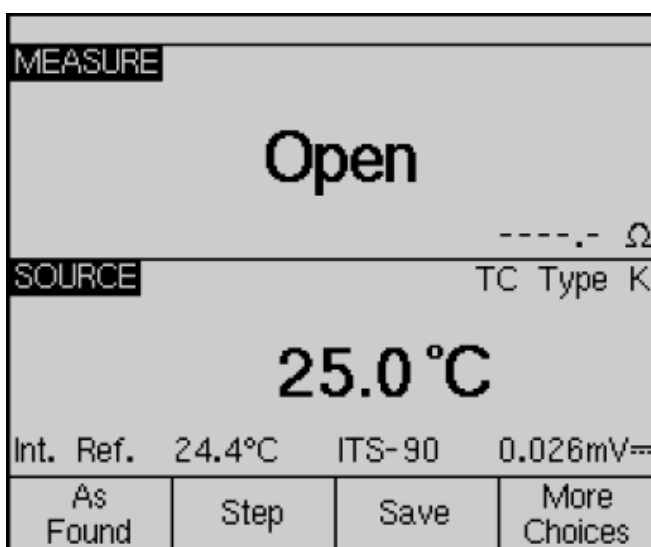 MEASURE
Open
----.- Ω
SOURCE
TC Type K
25.0 °C
Int. Ref. 24.4°C ITS-90 0.026mV⎓
As Found
Step
Save
More Choices